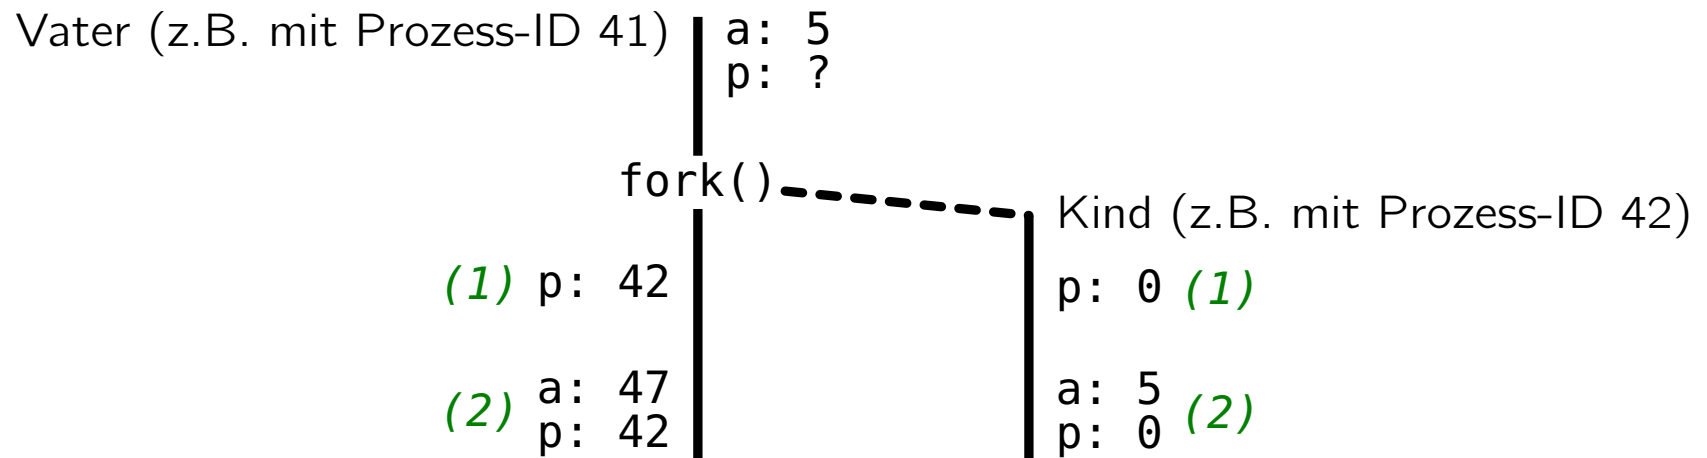 Vater (z.B. mit Prozess-ID 41) a: 5
p: ?
fork()
Kind (z.B. mit Prozess-ID 42)
(1) p: 42
p: 0 (1)
(2) a: 47
p: 42
a: 5
p: 0 (2)